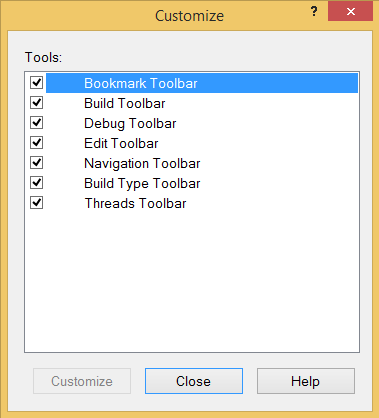 Customize
?
Tools:
Bookmark Toolbar
Build Toolbar
Debug Toolbar
Edit Toolbar
Navigation Toolbar
Build Type Toolbar
Threads Toolbar
Customize Close Help